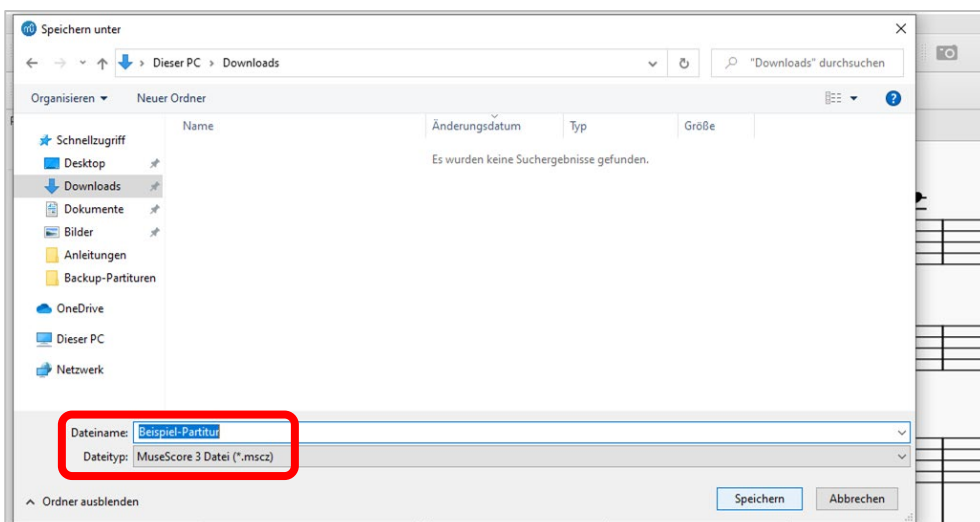 Speichern unter
Dieser PC > Downloads
"Downloads" durchsuchen
Organisieren
Neuer Ordner
Name
Änderungsdatum
Typ
Größe
Es wurden keine Suchergebnisse gefunden.
Schnellzugriff
Desktop
Downloads
Dokumente
Bilder
Anleitungen
Backup-Partituren
OneDrive
Dieser PC
Netzwerk
Dateiname: Beispiel-Partitur
Dateityp: MuseScore 3 Datei (*.mscz)
Ordner ausblenden
Speichern
Abbrechen